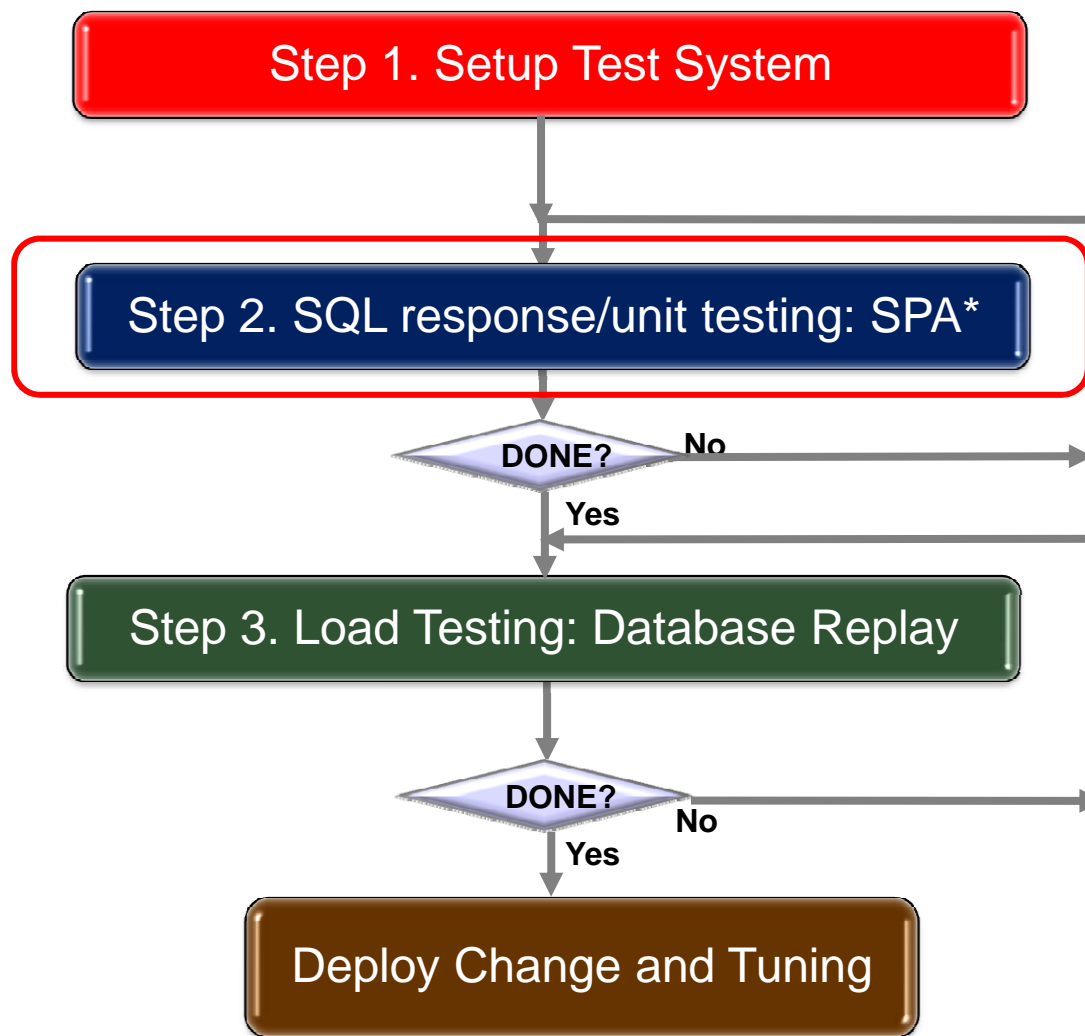 Step 1. Setup Test System
Step 2. SQL response/unit testing: SPA*
DONE?
No
Yes
Step 3. Load Testing: Database Replay
DONE?
No
Yes
Deploy Change and Tuning